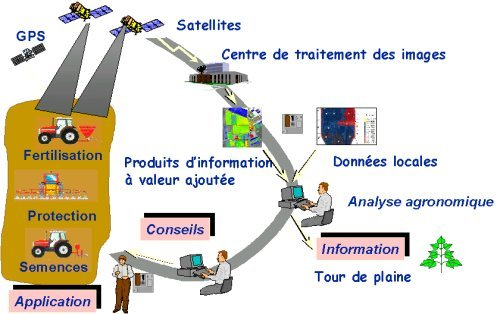 Satellites
GPS
Centre de traitement des images
Fertilisation
Produits d'information
à valeur ajoutée
Données locales
Protection
Analyse agronomique
Conseils
Information
Semences
Tour de plaine
Application